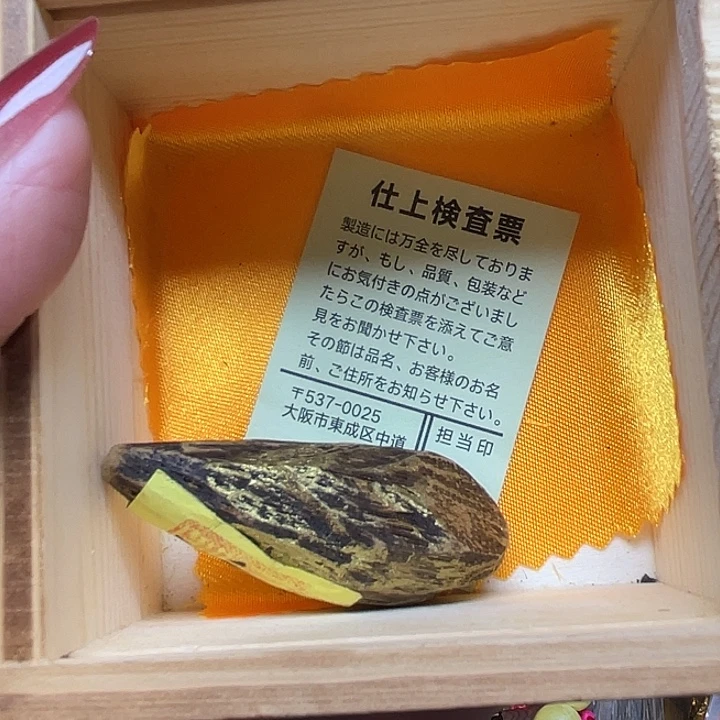 仕上検査票
製造には万全を尽しておりま
すが、もし、品質、包装など
にお気付きの点がございまし
たらこの検査票を添えてご意
見をお聞かせ下さい。
その節は品名、お客様のお名
前、ご住所をお知らせ下さい。
〒537-0025
大阪市東成区中道
担当印